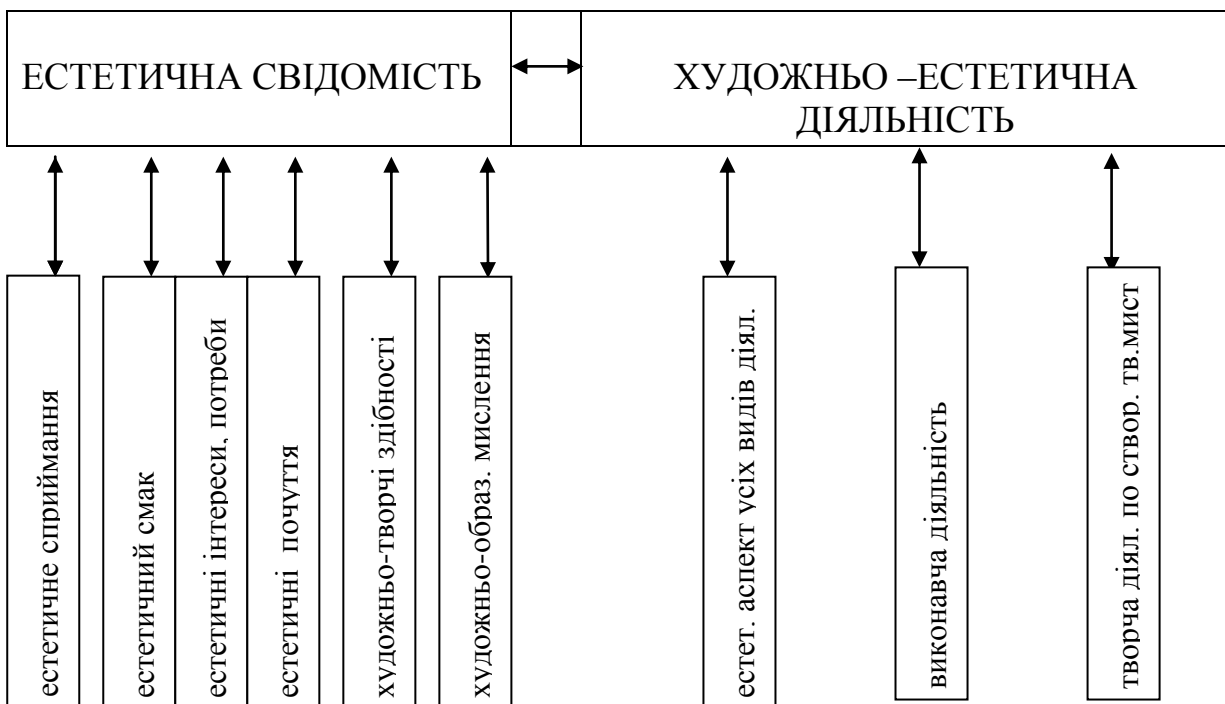 ЕСТЕТИЧНА СВІДОМІСТЬ
ХУДОЖНЬО –ЕСТЕТИЧНА
ДІЯЛЬНІСТЬ
естетичне сприймання
естетичний смак
естетичні інтереси, потреби
естетичні почуття
художньо-творчі здібності
художньо-образ. мислення
естет. аспект усіх видів діял.
виконавча діяльність
творча діял. по створ. тв.мист